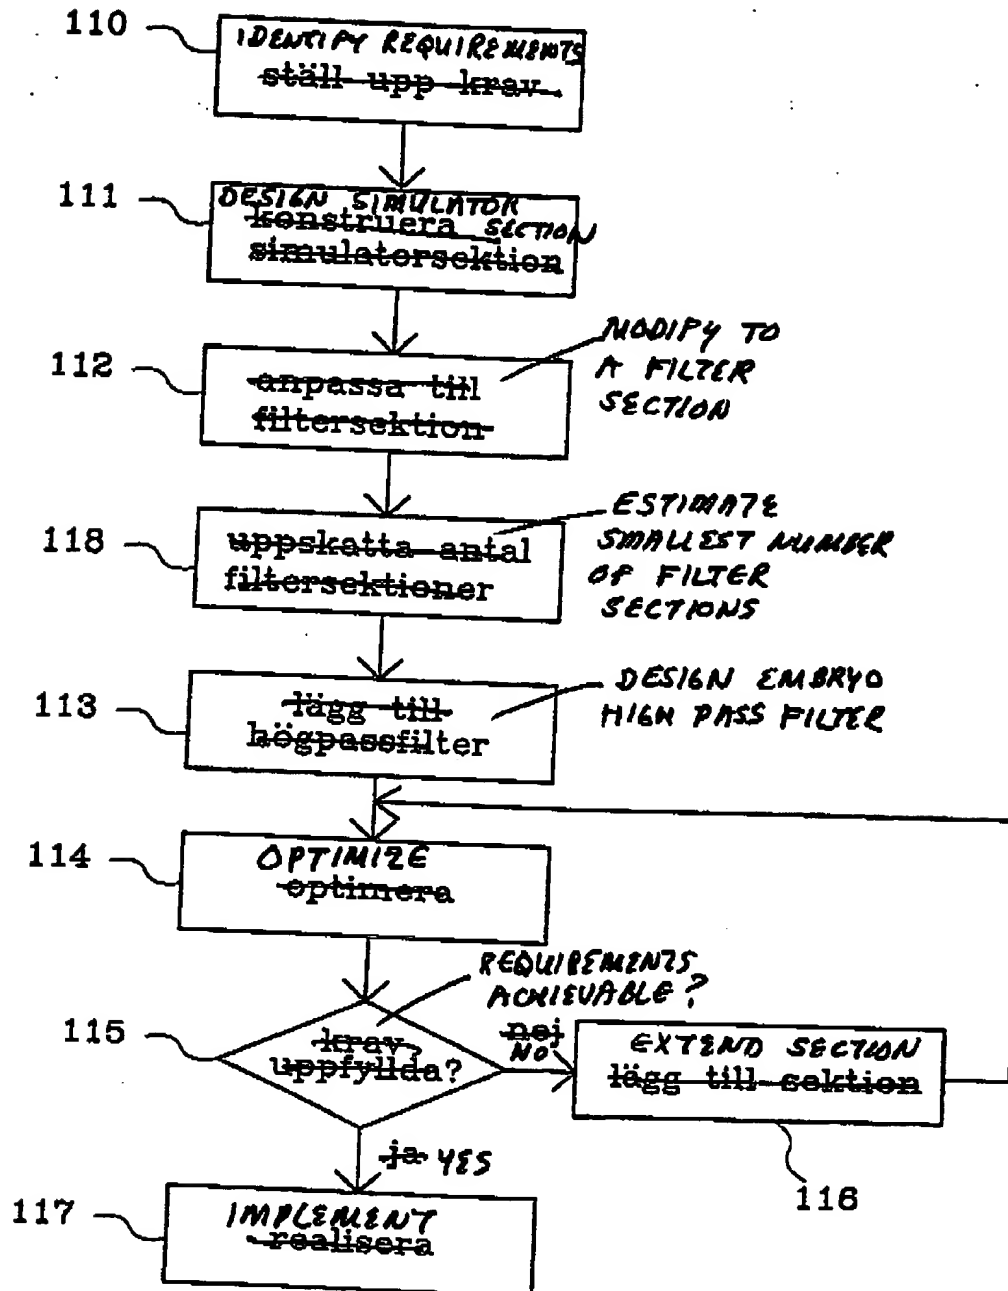 110
IDENTIFY REQUIREMENTS
ställ upp krav
111
DESIGN SIMULATOR
konstruera SECTION
simulatorsektion
112
anpassa till
filtersektion
MODIFY TO
A FILTER
SECTION
118
uppskatta antal
filtersektioner
ESTIMATE
SMALLEST NUMBER
OF FILTER
SECTIONS
113
lägg till
högpassfilter
DESIGN EMBRYO
HIGH PASS FILTER
114
OPTIMIZE
optimera
REQUIREMENTS
ACHIEVABLE?
115
krav
uppfyllda?
nej
NO
EXTEND SECTION
lägg till sektion
116
ja YES
117
IMPLEMENT
realisera